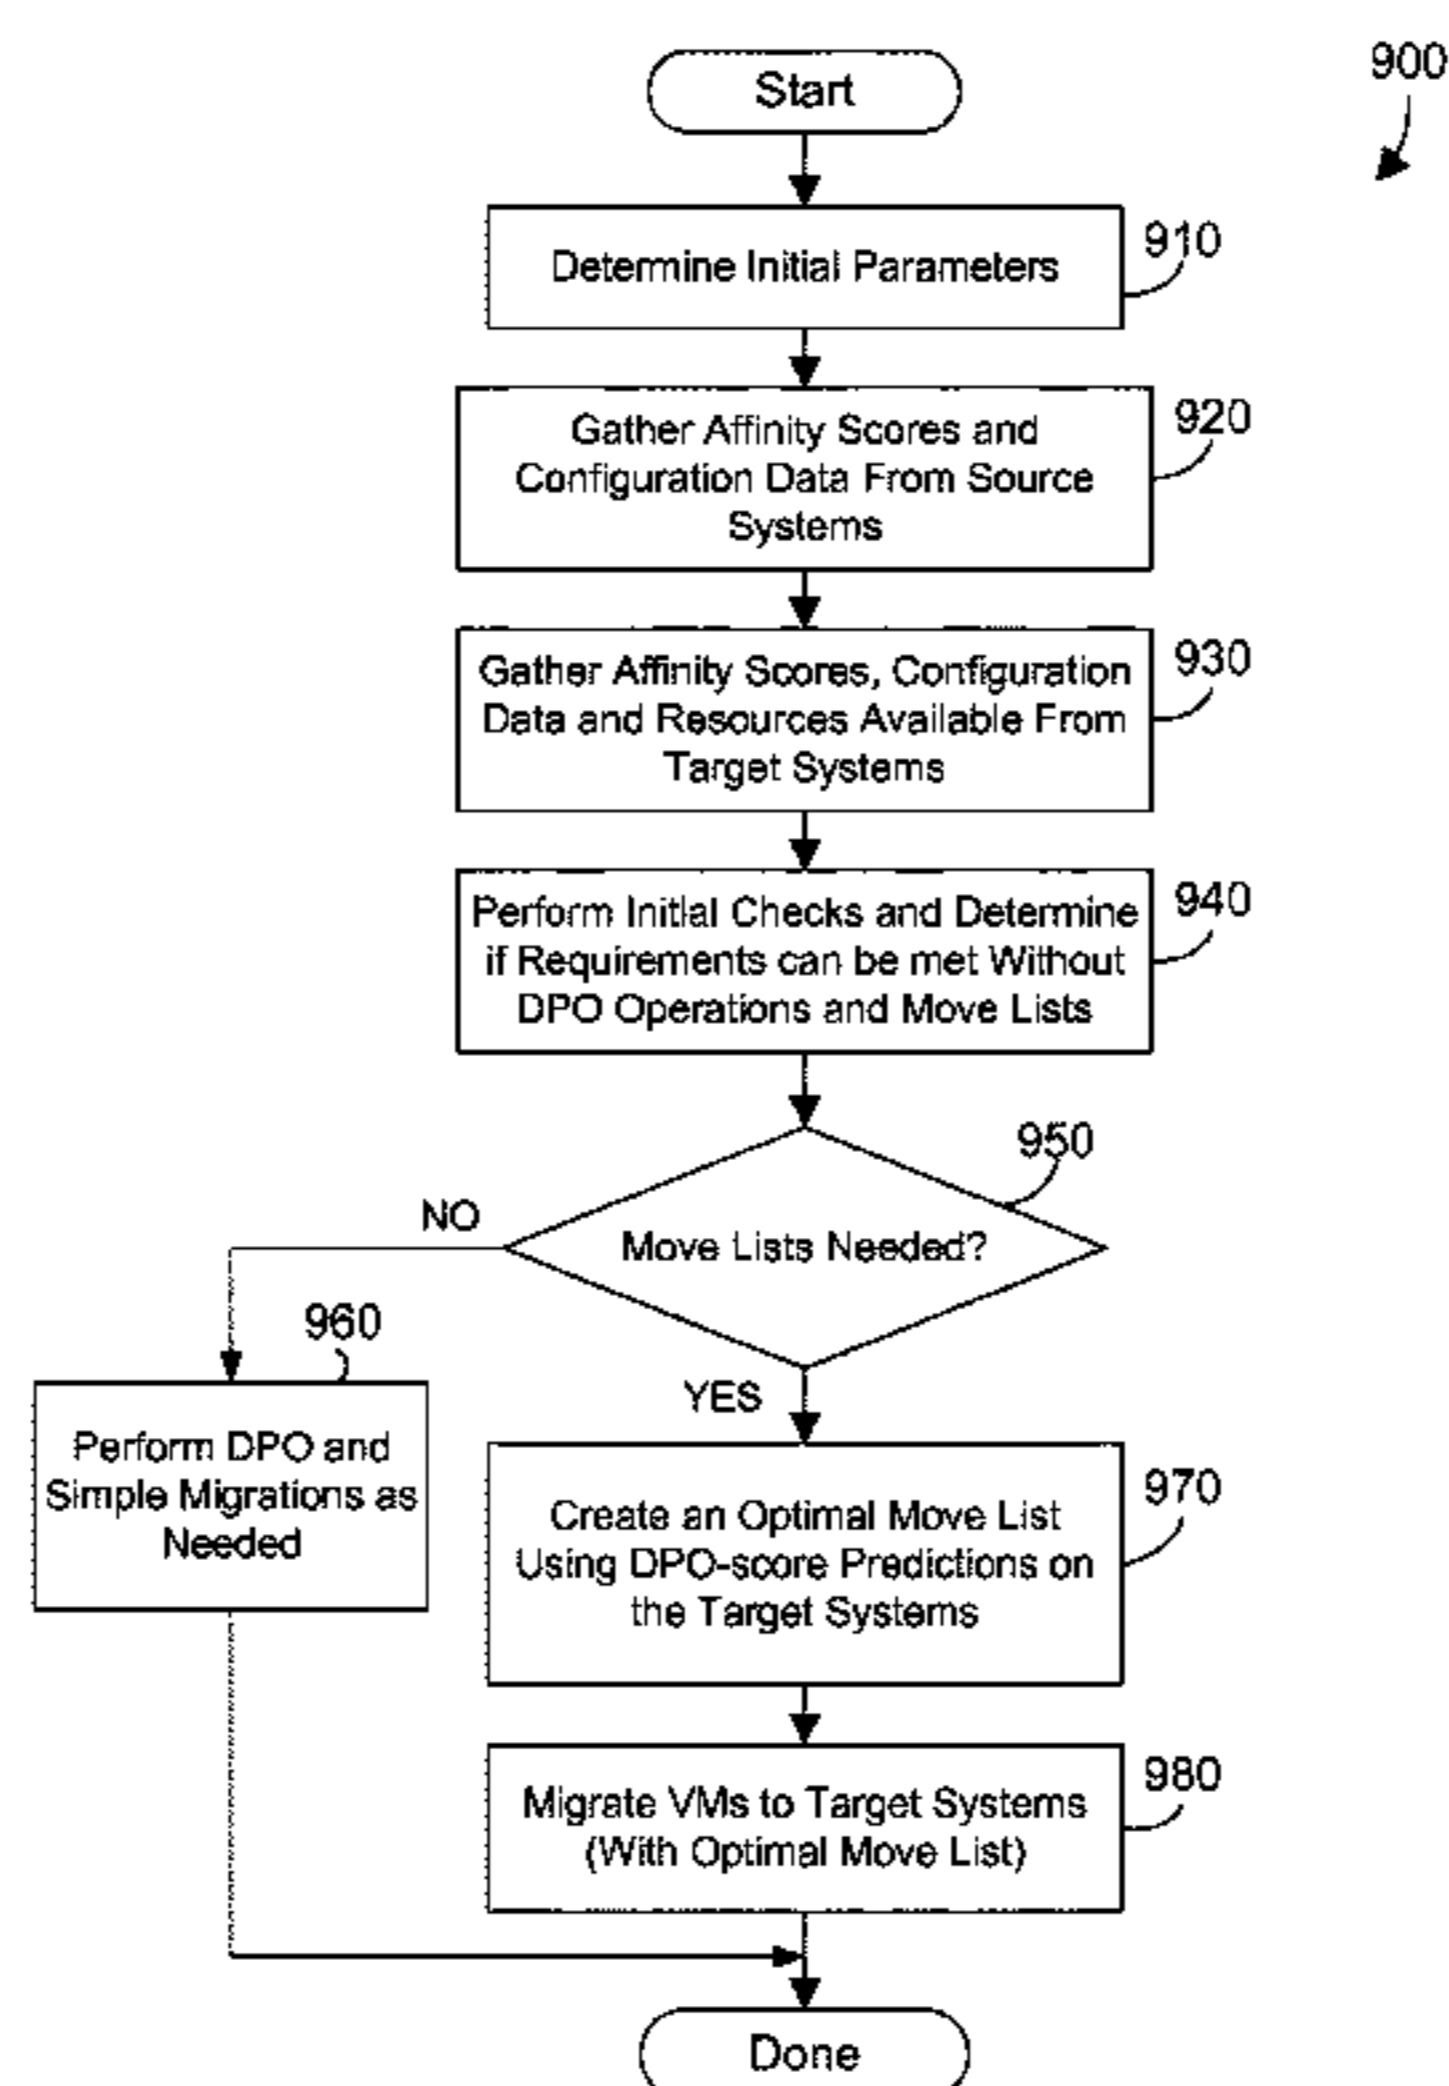 Start
900
Determine Initial Parameters
910
Gather Affinity Scores and
Configuration Data From Source
Systems
920
Gather Affinity Scores, Configuration
Data and Resources Available From
Target Systems
930
Perform Initial Checks and Determine
if Requirements can be met Without
DPO Operations and Move Lists
940
Move Lists Needed?
950
NO
960
Perform DPO and
Simple Migrations as
Needed
YES
Create an Optimal Move List
Using DPO-score Predictions on
the Target Systems
970
Migrate VMs to Target Systems
(With Optimal Move List)
980
Done